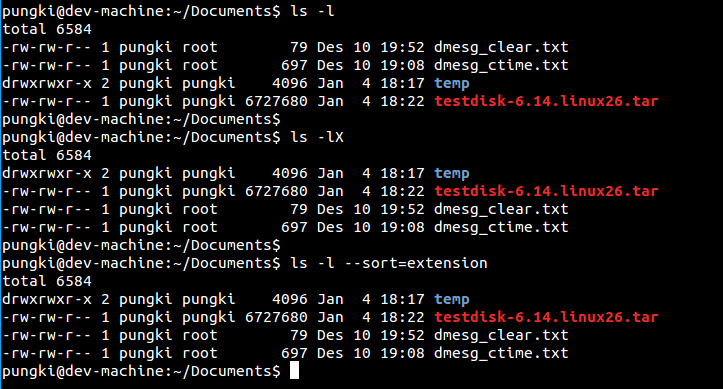 pungki@dev-machine:~/Documents$ ls -l
total 6584
-rw-rw-r-- 1 pungki root        79 Des 10 19:52 dmesg_clear.txt
-rw-rw-r-- 1 pungki root       697 Des 10 19:08 dmesg_ctime.txt
drwxrwxr-x 2 pungki pungki    4096 Jan  4 18:17 temp
-rw-rw-r-- 1 pungki pungki 6727680 Jan  4 18:22 testdisk-6.14.linux26.tar
pungki@dev-machine:~/Documents$
pungki@dev-machine:~/Documents$ ls -lX
total 6584
drwxrwxr-x 2 pungki pungki    4096 Jan  4 18:17 temp
-rw-rw-r-- 1 pungki pungki 6727680 Jan  4 18:22 testdisk-6.14.linux26.tar
-rw-rw-r-- 1 pungki root        79 Des 10 19:52 dmesg_clear.txt
-rw-rw-r-- 1 pungki root       697 Des 10 19:08 dmesg_ctime.txt
pungki@dev-machine:~/Documents$
pungki@dev-machine:~/Documents$ ls -l --sort=extension
total 6584
drwxrwxr-x 2 pungki pungki    4096 Jan  4 18:17 temp
-rw-rw-r-- 1 pungki pungki 6727680 Jan  4 18:22 testdisk-6.14.linux26.tar
-rw-rw-r-- 1 pungki root        79 Des 10 19:52 dmesg_clear.txt
-rw-rw-r-- 1 pungki root       697 Des 10 19:08 dmesg_ctime.txt
pungki@dev-machine:~/Documents$